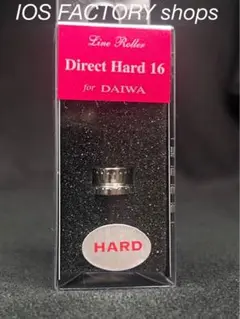 IOS FACTORY shops
Line Roller
Direct Hard 16
for DAIWA
HARD